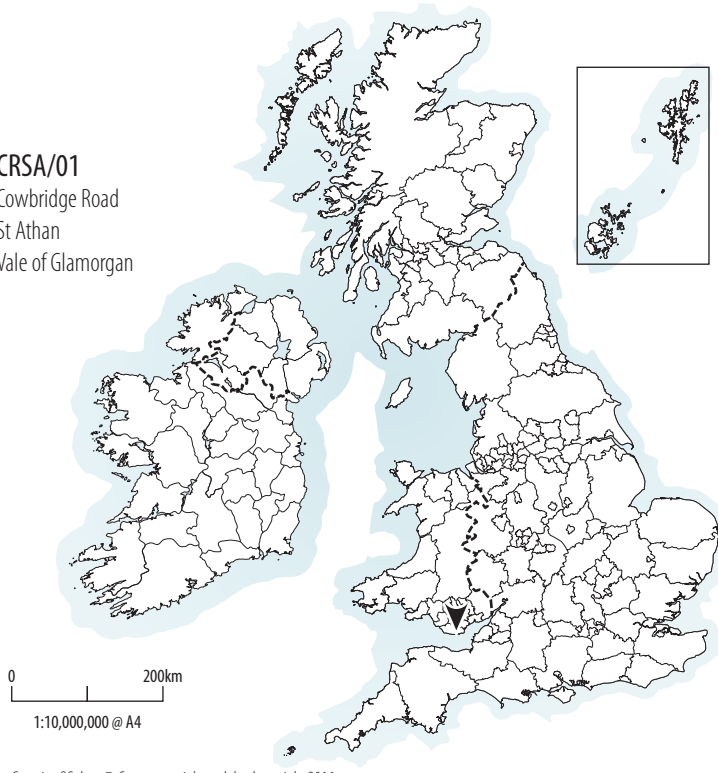 CRSA/01
Cowbridge Road
St Athan
Vale of Glamorgan
0 200km
1:10,000,000 @ A4